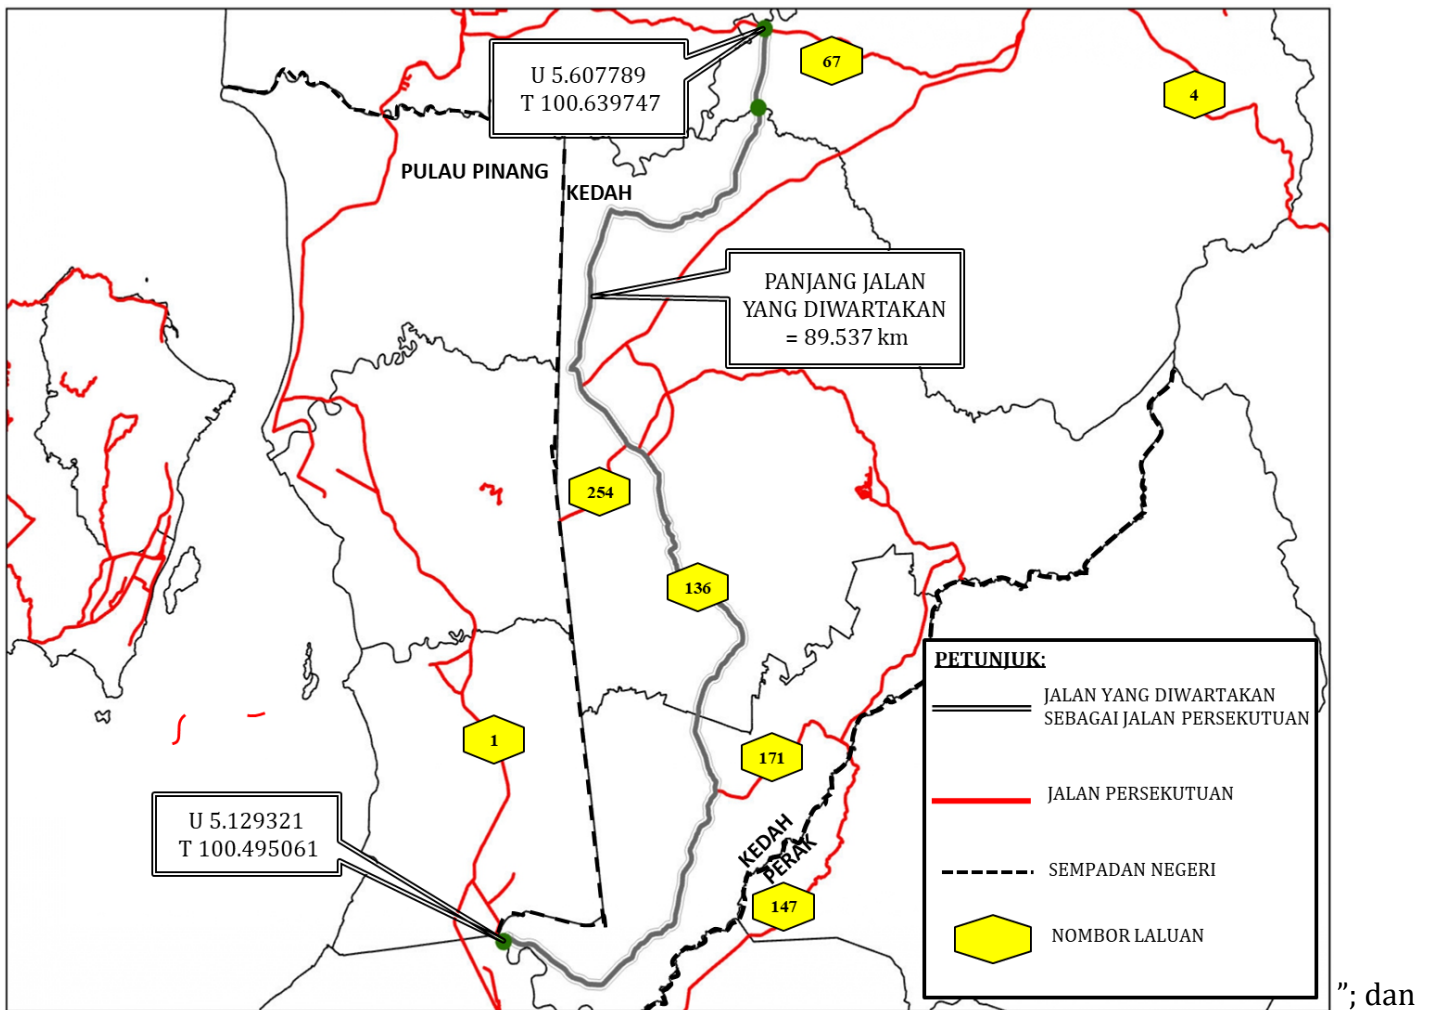 U 5.607789
T 100.639747
67
4
PULAU PINANG
KEDAH
PANJANG JALAN
YANG DIWARTAKAN
= 89.537 km
254
136
1
171
U 5.129321
T 100.495061
KEDAH
PERAK
147
PETUNJUK:
JALAN YANG DIWARTAKAN
SEBAGAI JALAN PERSEKUTUAN
JALAN PERSEKUTUAN
SEMPADAN NEGERI
NOMBOR LALUAN
”; dan